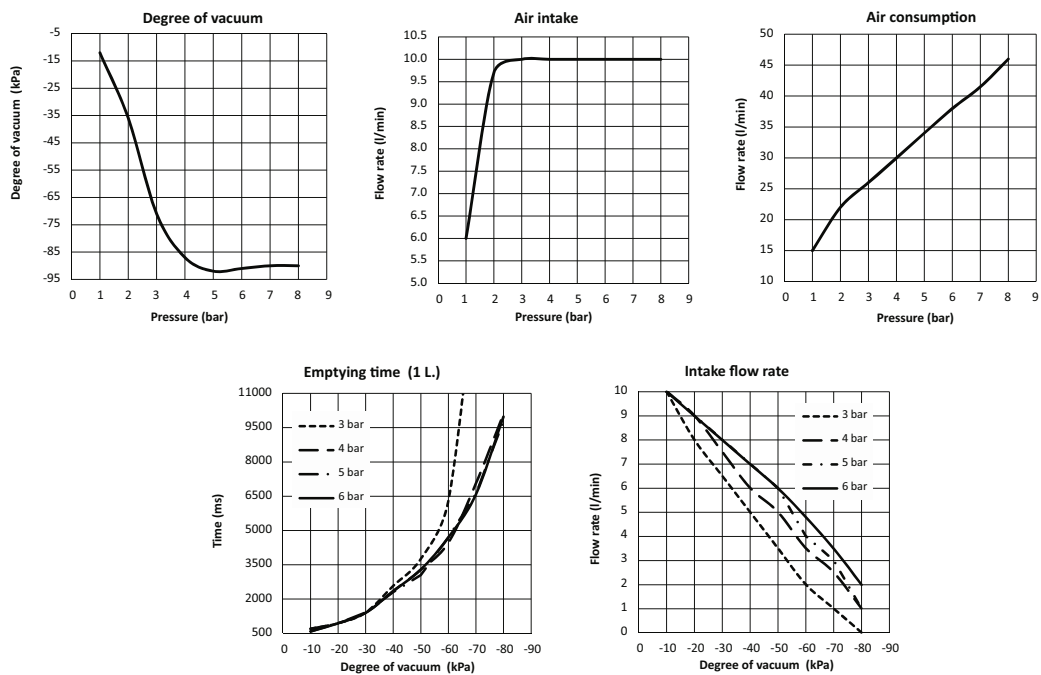 Degree of vacuum
Degree of vacuum (kPa)
-5
-15
-25
-35
-45
-55
-65
-75
-85
-95
0 1 2 3 4 5 6 7 8 9
Pressure (bar)
Air intake
Flow rate (l/min)
10.5
10.0
9.5
9.0
8.5
8.0
7.5
7.0
6.5
6.0
5.5
5.0
0 1 2 3 4 5 6 7 8 9
Pressure (bar)
Air consumption
Flow rate (l/min)
50
45
40
35
30
25
20
15
10
0 1 2 3 4 5 6 7 8 9
Pressure (bar)
Emptying time (1 L.)
Time (ms)
11000
9500
8000
6500
5000
3500
2000
500
3 bar
4 bar
5 bar
6 bar
0 -10 -20 -30 -40 -50 -60 -70 -80 -90
Degree of vacuum (kPa)
Intake flow rate
Flow rate (l/min)
10
9
8
7
6
5
4
3
2
1
0
3 bar
4 bar
5 bar
6 bar
0 -10 -20 -30 -40 -50 -60 -70 -80 -90
Degree of vacuum (kPa)